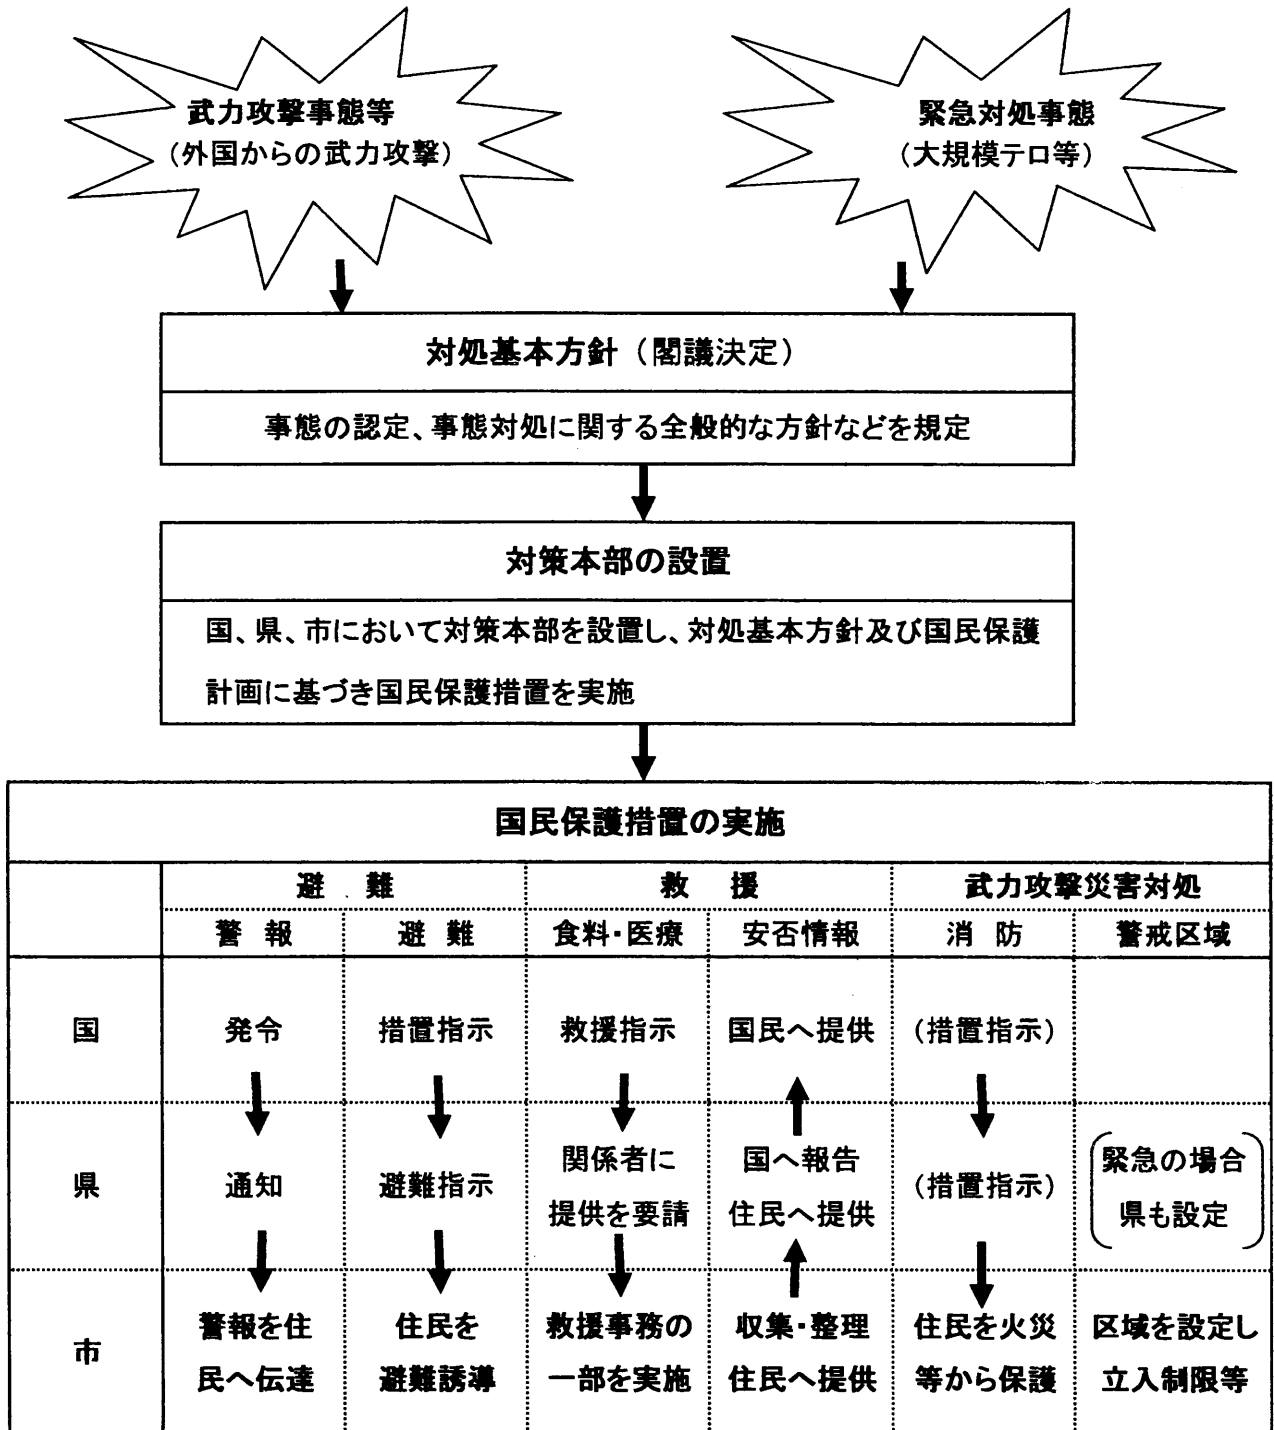 武力攻撃事態等
（外国からの武力攻撃）
緊急対処事態
（大規模テロ等）
対処基本方針（閣議決定）
事態の認定、事態対処に関する全般的な方針などを規定
対策本部の設置
国、県、市において対策本部を設置し、対処基本方針及び国民保護
計画に基づき国民保護措置を実施
国民保護措置の実施
避 難 救 援 武力攻撃災害対処
警 報 避 難 食料・医療 安否情報 消 防 警戒区域
国 発令 措置指示 救援指示 国民へ提供 （措置指示）
県 通知 避難指示
関係者に
提供を要請
国へ報告
住民へ提供
（措置指示）
緊急の場合
県も設定
市
警報を住
民へ伝達
住民を
避難誘導
救援事務の
一部を実施
収集・整理
住民へ提供
住民を火災
等から保護
区域を設定し
立入制限等